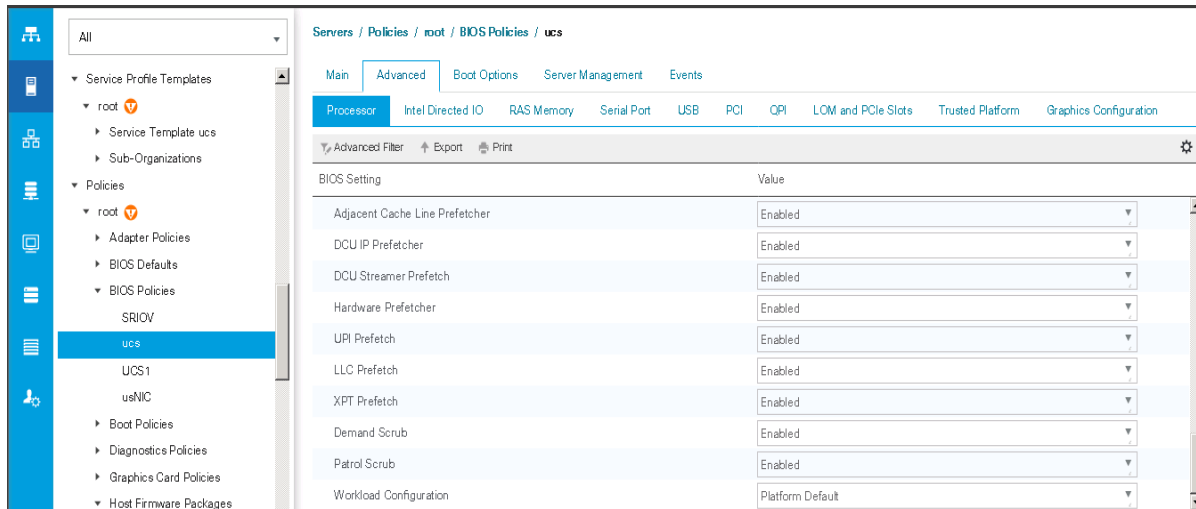 All
Service Profile Templates
root
Service Template ucs
Sub-Organizations
Policies
root
Adapter Policies
BIOS Defaults
BIOS Policies
SRIOV
ucs
UCS1
usNIC
Boot Policies
Diagnostics Policies
Graphics Card Policies
Host Firmware Packages
Servers / Policies / root / BIOS Policies / ucs
Main Advanced Boot Options Server Management Events
Processor Intel Directed IO RAS Memory Serial Port USB PCI QPI LOM and PCIe Slots Trusted Platform Graphics Configuration
Advanced Filter Export Print
BIOS Setting Value
Adjacent Cache Line Prefetcher Enabled
DCU IP Prefetcher Enabled
DCU Streamer Prefetch Enabled
Hardware Prefetcher Enabled
UPI Prefetch Enabled
LLC Prefetch Enabled
XPT Prefetch Enabled
Demand Scrub Enabled
Patrol Scrub Enabled
Workload Configuration Platform Default